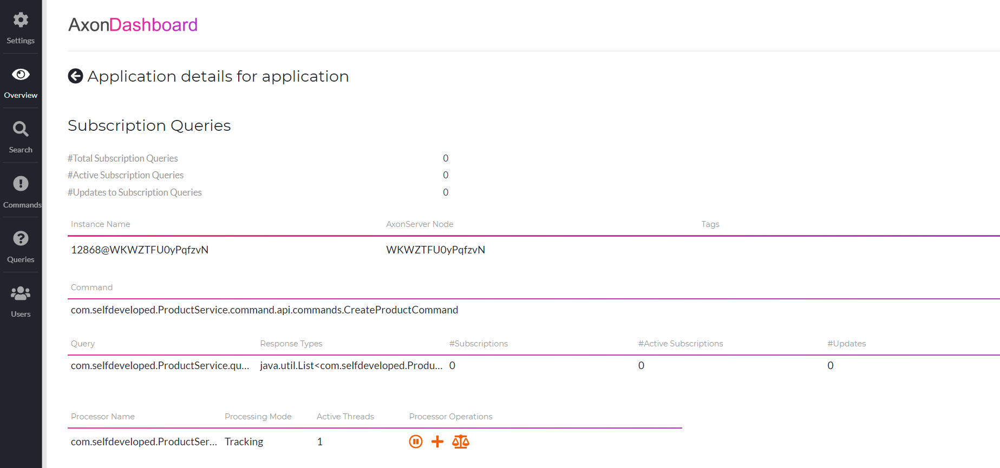 AxonDashboard
Settings
Overview
Search
Commands
Queries
Users
Application details for application
Subscription Queries
#Total Subscription Queries 0
#Active Subscription Queries 0
#Updates to Subscription Queries 0
Instance Name AxonServer Node Tags
12868@WKWZTFU0yPqfzvN WKWZTFU0yPqfzvN
Command
com.selfdeveloped.ProductService.command.api.commands.CreateProductCommand
Query Response Types #Subscriptions #Active Subscriptions #Updates
com.selfdeveloped.ProductService.qu... java.util.List<com.selfdeveloped.Produ... 0 0 0
Processor Name Processing Mode Active Threads Processor Operations
com.selfdeveloped.ProductSer... Tracking 1